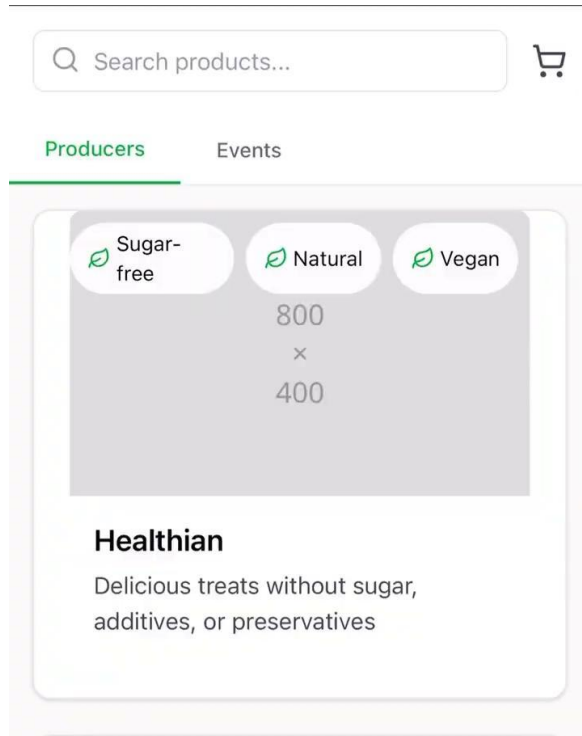 Search products...
Producers
Events
Sugar-
free
Natural
Vegan
800
×
400
Healthian
Delicious treats without sugar,
additives, or preservatives